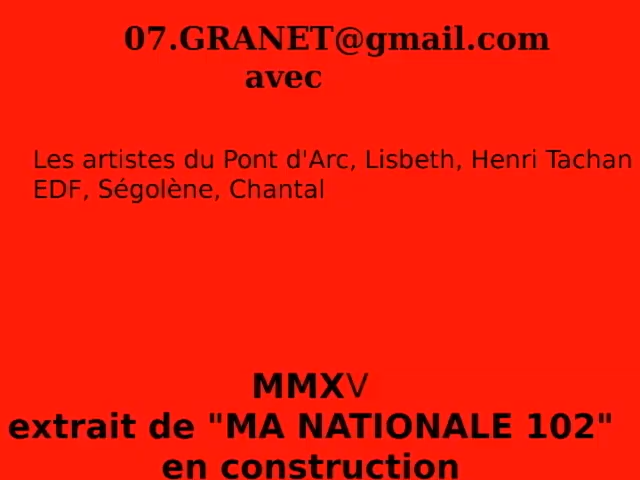 07.GRANET@gmail.com
avec
Les artistes du Pont d'Arc, Lisbeth, Henri Tachan
EDF, Ségolène, Chantal
MMXV
extrait de "MA NATIONALE 102"
en construction